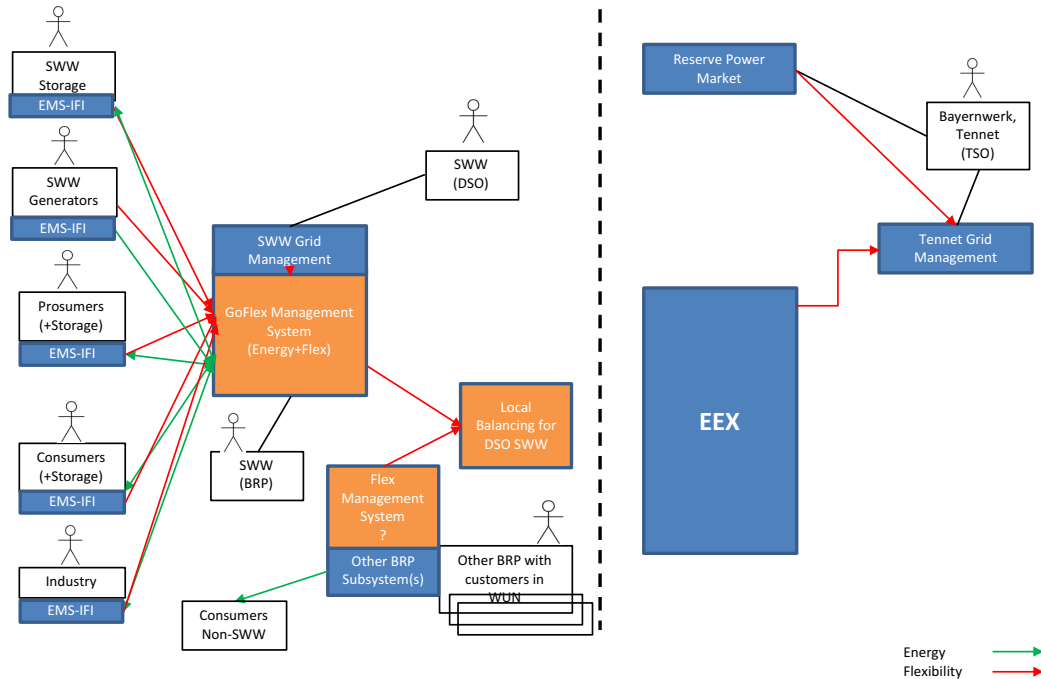 SWW
Storage
EMS-IFI
SWW
Generators
EMS-IFI
Prosumers
(+Storage)
EMS-IFI
Consumers
(+Storage)
EMS-IFI
Industry
EMS-IFI
SWW
(DSO)
SWW Grid
Management
GoFlex Management
System
(Energy+Flex)
SWW
(BRP)
Local
Balancing for
DSO SWW
Flex
Management
System
?
Other BRP
Subsystem(s)
Other BRP with
customers in
WUN
Consumers
Non-SWW
Reserve Power
Market
Bayernwerk,
Tennet
(TSO)
Tennet Grid
Management
EEX
Energy
Flexibility